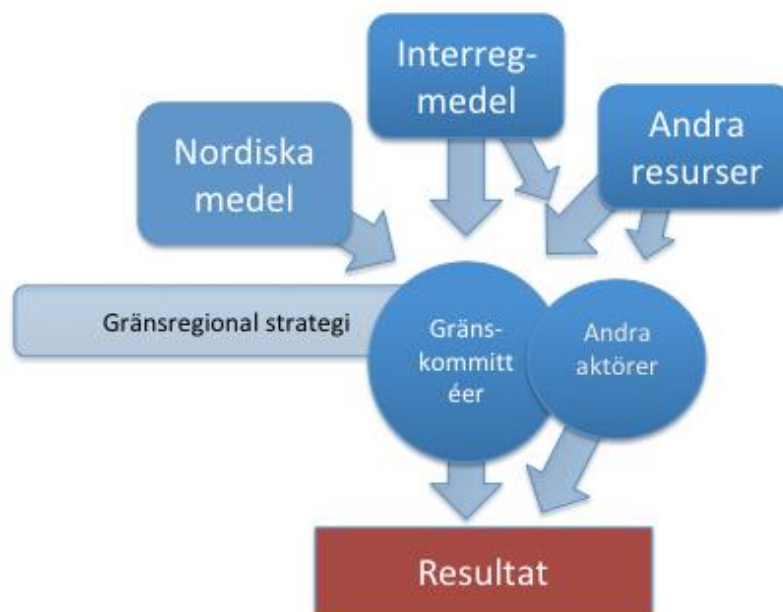 Interreg-
medel
Nordiska
medel
Andra
resurser
Gränsregional strategi
Gräns-
kommitt
éer
Andra
aktörer
Resultat